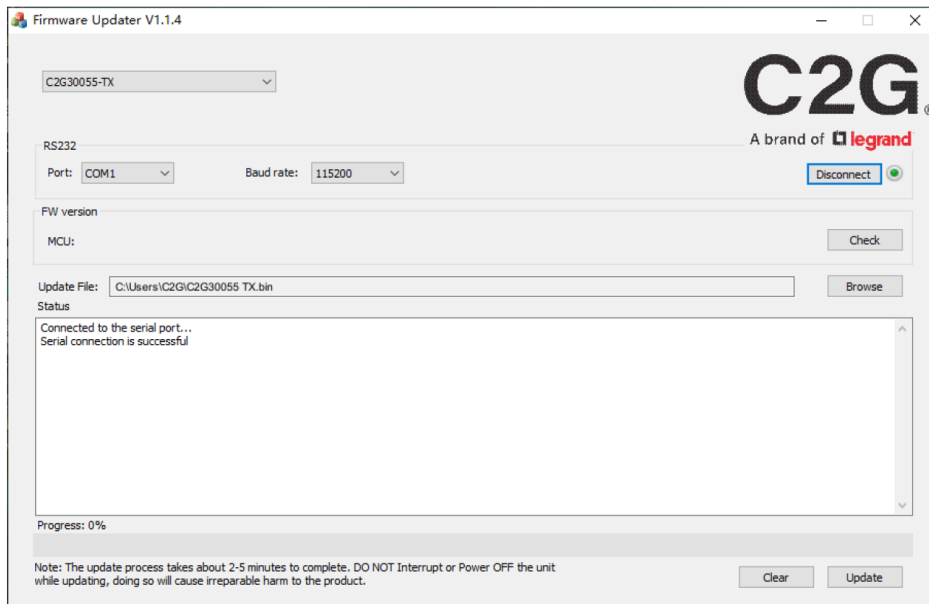 Firmware Updater V1.1.4
C2G30055-TX
C2G®
A brand of legrand
RS232
Port: COM1 Baud rate: 115200 Disconnect
FW version
MCU: Check
Update File: C:\Users\C2G\C2G30055 TX.bin Browse
Status
Connected to the serial port...
Serial connection is successful
Progress: 0%
Note: The update process takes about 2-5 minutes to complete. DO NOT Interrupt or Power OFF the unit
while updating, doing so will cause irreparable harm to the product.
Clear Update